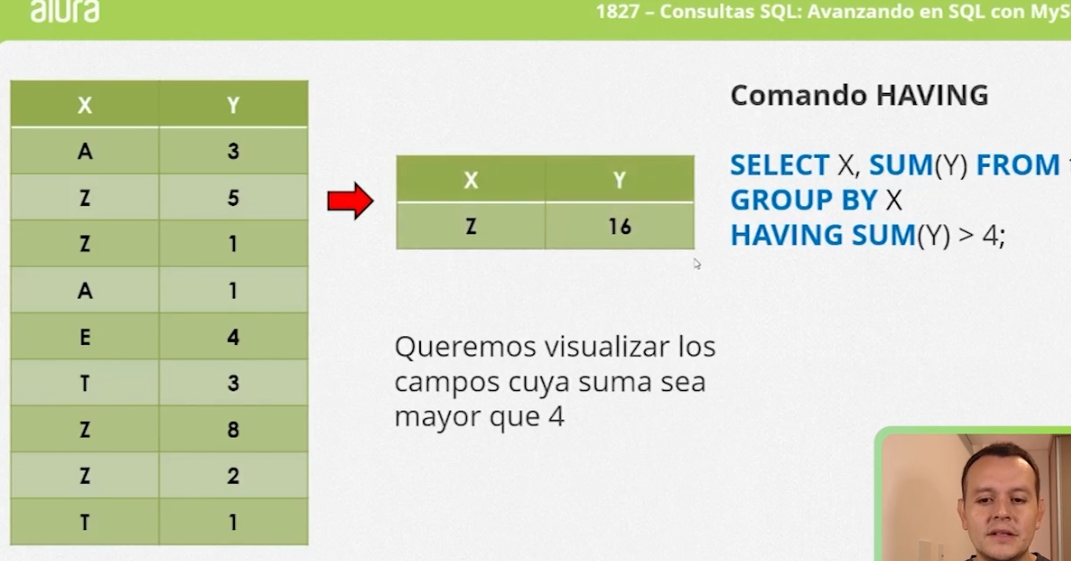 alura
1827 – Consultas SQL: Avanzando en SQL con MyS
X Y
A 3
Z 5
Z 1
A 1
E 4
T 3
Z 8
Z 2
T 1
X Y
Z 16
Queremos visualizar los
campos cuya suma sea
mayor que 4
Comando HAVING
SELECT X, SUM(Y) FROM
GROUP BY X
HAVING SUM(Y) > 4;